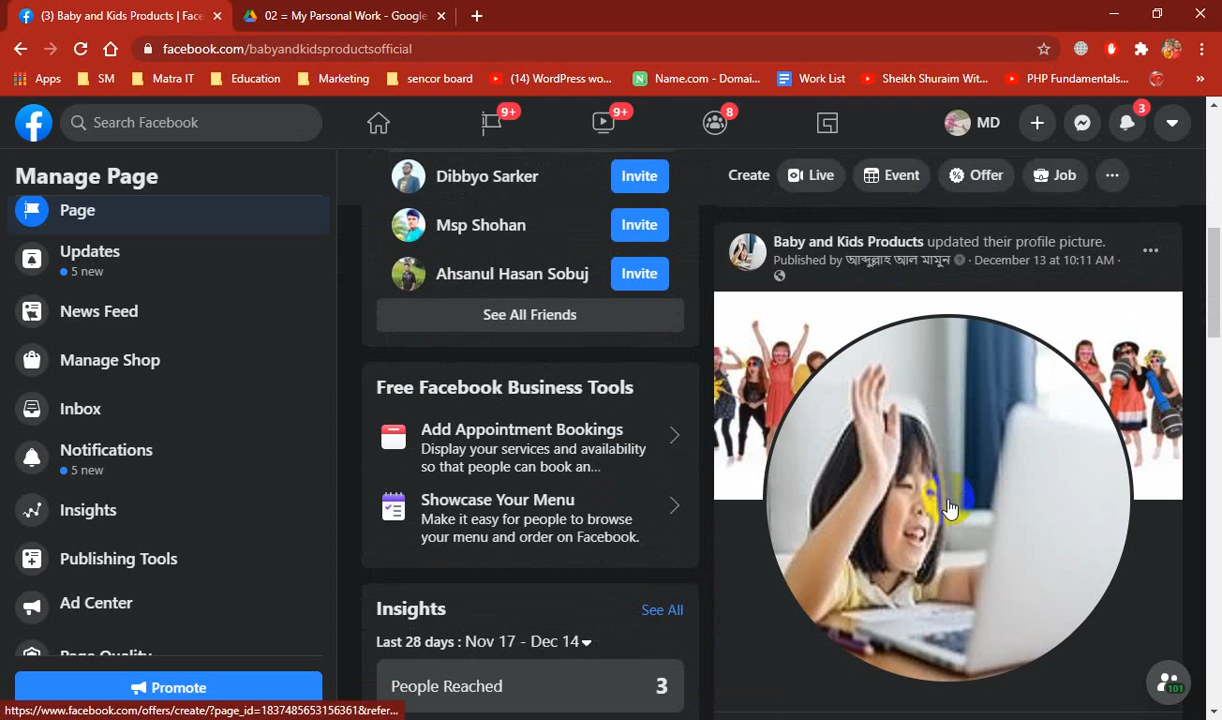 (3) Baby and Kids Products | Face
02 = My Parsonal Work - Google
facebook.com/babyandkidsproductsofficial
Apps
SM
Matra IT
Education
Marketing
sencor board
(14) WordPress wo...
Name.com - Domai...
Work List
Sheikh Shuraim Wit...
PHP Fundamentals...
Search Facebook
9+
9+
8
MD
3
Manage Page
Page
Updates
5 new
News Feed
Manage Shop
Inbox
Notifications
5 new
Insights
Publishing Tools
Ad Center
Page Quality
Promote
Dibbyo Sarker
Invite
Msp Shohan
Invite
Ahsanul Hasan Sobuj
Invite
See All Friends
Free Facebook Business Tools
Add Appointment Bookings
Display your services and availability
so that people can book an...
Showcase Your Menu
Make it easy for people to browse
your menu and order on Facebook.
Insights
See All
Last 28 days : Nov 17 - Dec 14
People Reached
3
Create
Live
Event
Offer
Job
Baby and Kids Products updated their profile picture.
Published by আব্দুল্লাহ আল মামুন · December 13 at 10:11 AM ·
101
https://www.facebook.com/offers/create/?page_id=1837485653156361&refer...